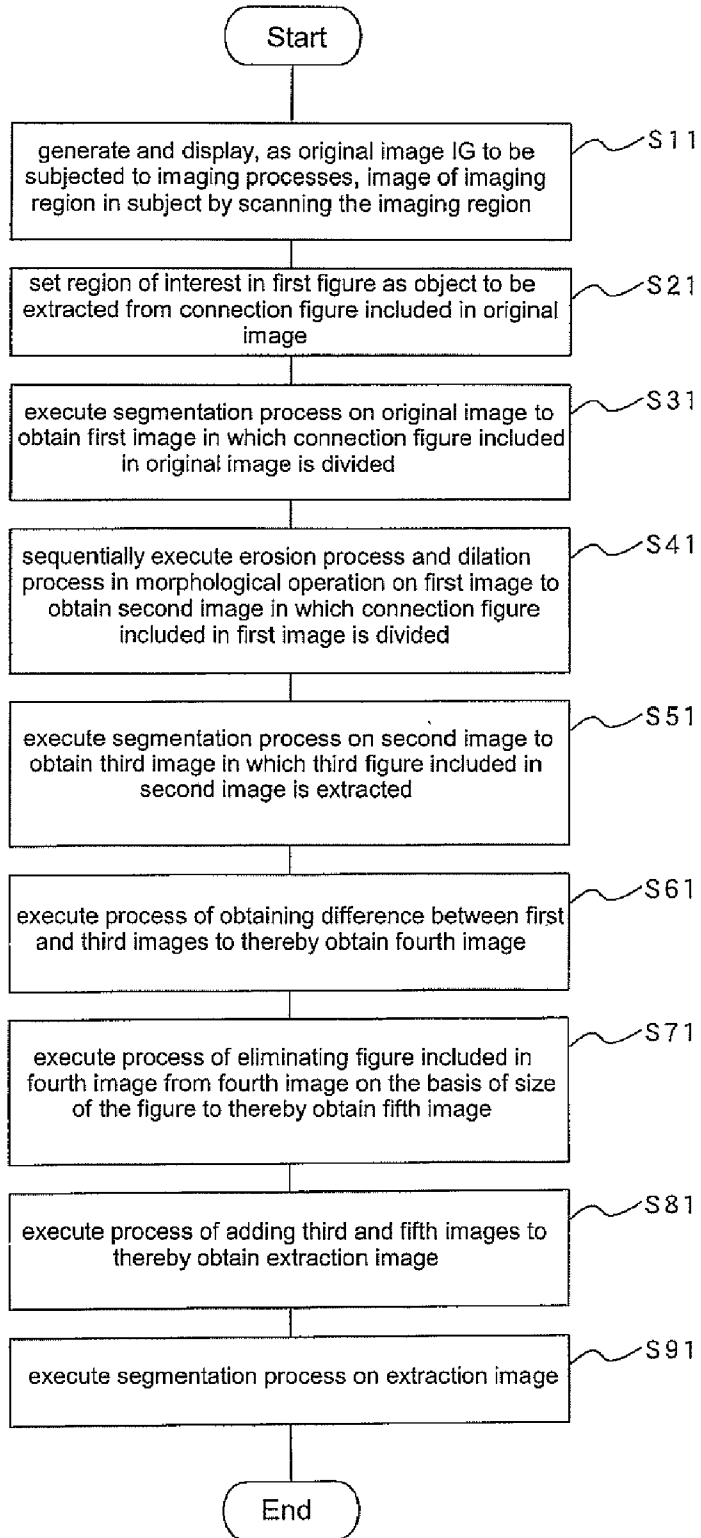 Start
generate and display, as original image IG to be
subjected to imaging processes, image of imaging
region in subject by scanning the imaging region
S11
set region of interest in first figure as object to be
extracted from connection figure included in original
image
S21
execute segmentation process on original image to
obtain first image in which connection figure included
in original image is divided
S31
sequentially execute erosion process and dilation
process in morphological operation on first image to
obtain second image in which connection figure
included in first image is divided
S41
execute segmentation process on second image to
obtain third image in which third figure included in
second image is extracted
S51
execute process of obtaining difference between first
and third images to thereby obtain fourth image
S61
execute process of eliminating figure included in
fourth image from fourth image on the basis of size
of the figure to thereby obtain fifth image
S71
execute process of adding third and fifth images to
thereby obtain extraction image
S81
execute segmentation process on extraction image
S91
End